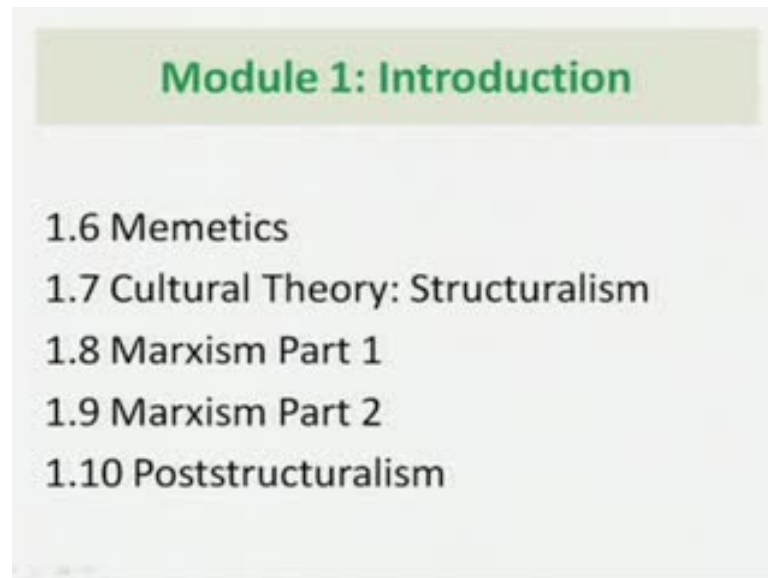 Module 1: Introduction
1.6 Memetics
1.7 Cultural Theory: Structuralism
1.8 Marxism Part 1
1.9 Marxism Part 2
1.10 Poststructuralism